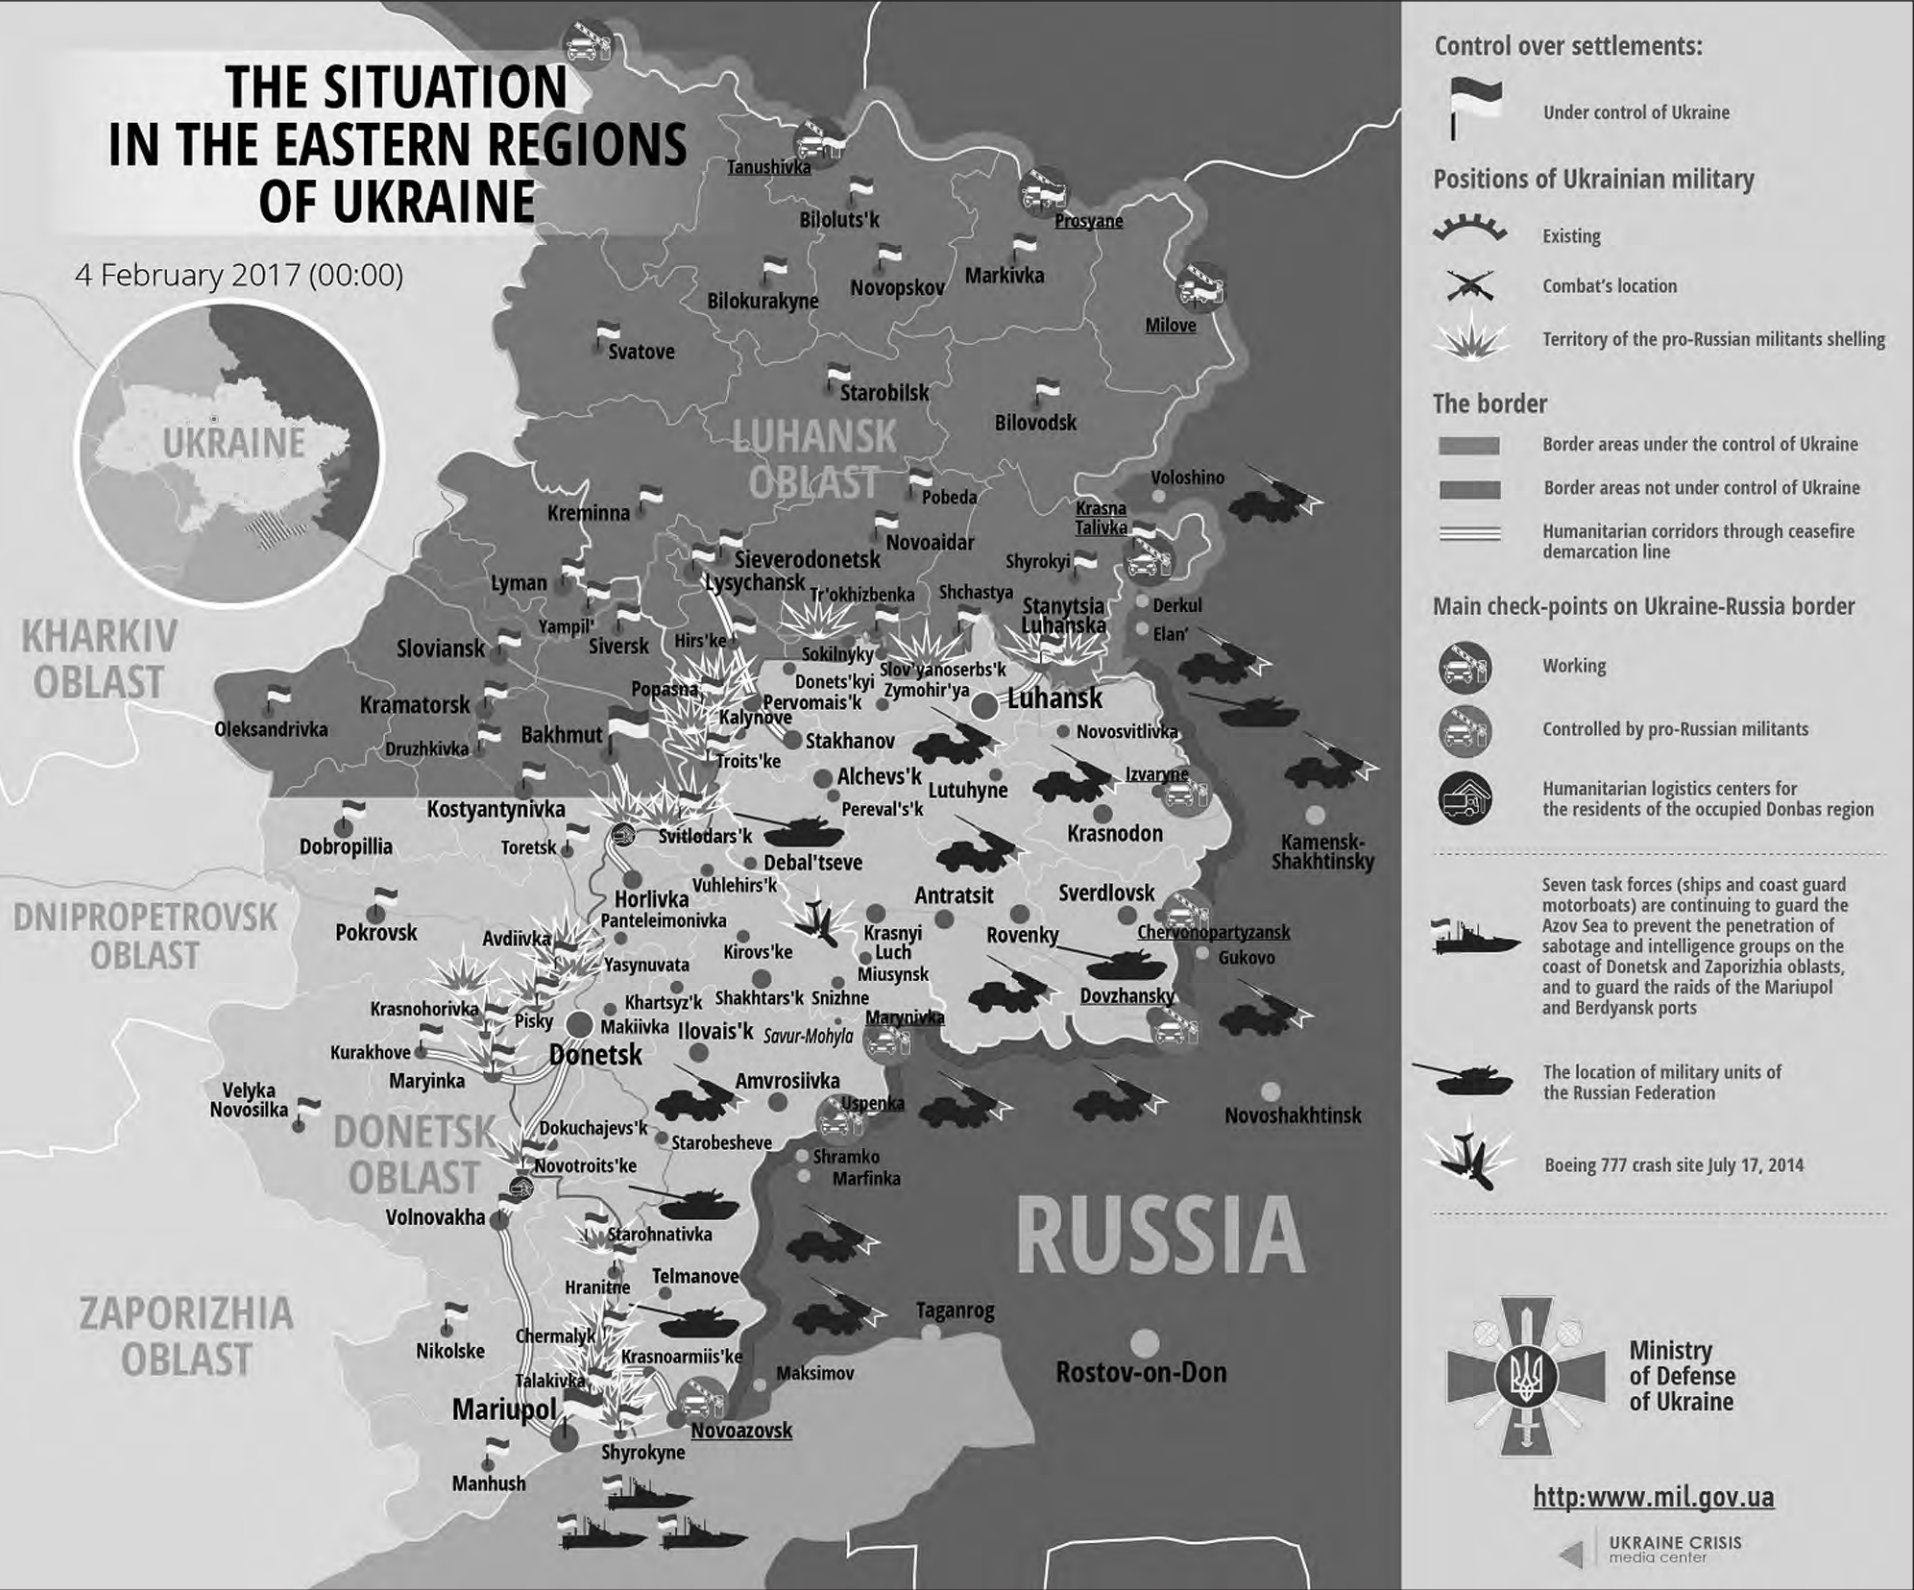 THE SITUATION
IN THE EASTERN REGIONS
OF UKRAINE
4 February 2017 (00:00)
UKRAINE
KHARKIV
OBLAST
DNIPROPETROVSK
OBLAST
ZAPORIZHIA
OBLAST
LUHANSK
OBLAST
DONETSK
OBLAST
RUSSIA
Tanushivka
Biloluts'k
Prosyane
Bilokurakyne
Novopskov
Markivka
Milove
Svatove
Starobilsk
Bilovodsk
Pobeda
Voloshino
Kreminna
Krasna
Talivka
Novoaidar
Sieverodonetsk
Shyrokyi
Lyman
Lysychansk
Tr'okhizbenka
Shchastya
Stanytsia
Luhanska
Derkul
Elan'
Yampil'
Siversk
Hirs'ke
Sloviansk
Sokilnyky
Slov'yanoserbs'k
Donets'kyi
Zymohir'ya
Popasna
Pervomais'k
Luhansk
Kramatorsk
Kalynove
Oleksandrivka
Druzhkivka
Bakhmut
Stakhanov
Novosvitlivka
Troits'ke
Alchevs'k
Lutuhyne
Izvaryne
Kostyantynivka
Pereval's'k
Krasnodon
Kamensk-
Shakhtinsky
Dobropillia
Toretsk
Svitlodars'k
Debal'tseve
Vuhlehirs'k
Horlivka
Antratsit
Sverdlovsk
Pokrovsk
Panteleimonivka
Krasnyi
Luch
Rovenky
Chervonopartyzansk
Avdiivka
Kirovs'ke
Gukovo
Yasynuvata
Miusynsk
Khartsyz'k
Shakhtars'k
Snizhne
Dovzhansky
Krasnohorivka
Pisky
Makiivka
Ilovais'k
Savur-Mohyla
Marynivka
Kurakhove
Donetsk
Maryinka
Amvrosiivka
Velyka
Novosilka
Uspenka
Novoshakhtinsk
Dokuchajevs'k
Starobesheve
Shramko
Marfinka
Novotroits'ke
Volnovakha
Starohnativka
Hranitne
Telmanove
Taganrog
Chermalyk
Nikolske
Krasnoarmiis'ke
Talakivka
Maksimov
Rostov-on-Don
Mariupol
Novoazovsk
Shyrokyne
Manhush
Control over settlements:
Under control of Ukraine
Positions of Ukrainian military
Existing
Combat's location
Territory of the pro-Russian militants shelling
The border
Border areas under the control of Ukraine
Border areas not under control of Ukraine
Humanitarian corridors through ceasefire
demarcation line
Main check-points on Ukraine-Russia border
Working
Controlled by pro-Russian militants
Humanitarian logistics centers for
the residents of the occupied Donbas region
Seven task forces (ships and coast guard
motorboats) are continuing to guard the
Azov Sea to prevent the penetration of
sabotage and intelligence groups on the
coast of Donetsk and Zaporizhia oblasts,
and to guard the raids of the Mariupol
and Berdyansk ports
The location of military units of
the Russian Federation
Boeing 777 crash site July 17, 2014
Ministry
of Defense
of Ukraine
http:www.mil.gov.ua
UKRAINE CRISIS
media center